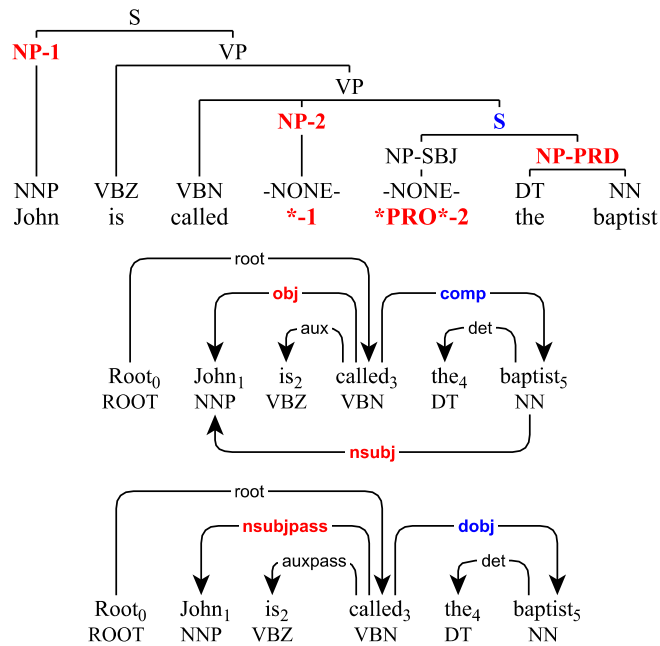 S
NP-1 VP
VP
NP-2 S
NP-SBJ NP-PRD
NNP VBZ VBN -NONE- -NONE- DT NN
John is called *-1 *PRO*-2 the baptist
root
obj comp
aux det
Root0 John1 is2 called3 the4 baptist5
ROOT NNP VBZ VBN DT NN
nsubj
root
nsubjpass dobj
auxpass det
Root0 John1 is2 called3 the4 baptist5
ROOT NNP VBZ VBN DT NN